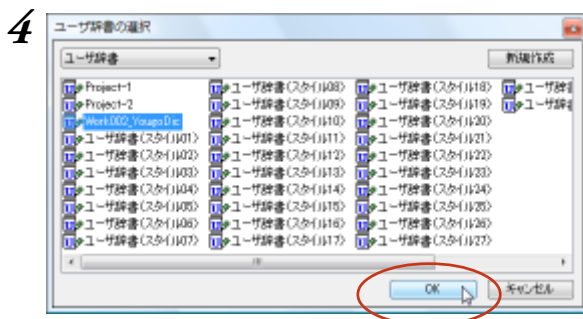 4
ユーザ辞書の選択
ユーザ辞書
新規作成
Project-1
Project-2
Work002_YougoDic
ユーザ辞書(スタイル01)
ユーザ辞書(スタイル02)
ユーザ辞書(スタイル03)
ユーザ辞書(スタイル04)
ユーザ辞書(スタイル05)
ユーザ辞書(スタイル06)
ユーザ辞書(スタイル07)
ユーザ辞書(スタイル08)
ユーザ辞書(スタイル09)
ユーザ辞書(スタイル10)
ユーザ辞書(スタイル11)
ユーザ辞書(スタイル12)
ユーザ辞書(スタイル13)
ユーザ辞書(スタイル14)
ユーザ辞書(スタイル15)
ユーザ辞書(スタイル16)
ユーザ辞書(スタイル17)
ユーザ辞書(スタイル18)
ユーザ辞書(スタイル19)
ユーザ辞書(スタイル20)
ユーザ辞書(スタイル21)
ユーザ辞書(スタイル22)
ユーザ辞書(スタイル23)
ユーザ辞書(スタイル24)
ユーザ辞書(スタイル25)
ユーザ辞書(スタイル26)
ユーザ辞書(スタイル27)
ユーザ辞
ユーザ辞
OK
キャンセル